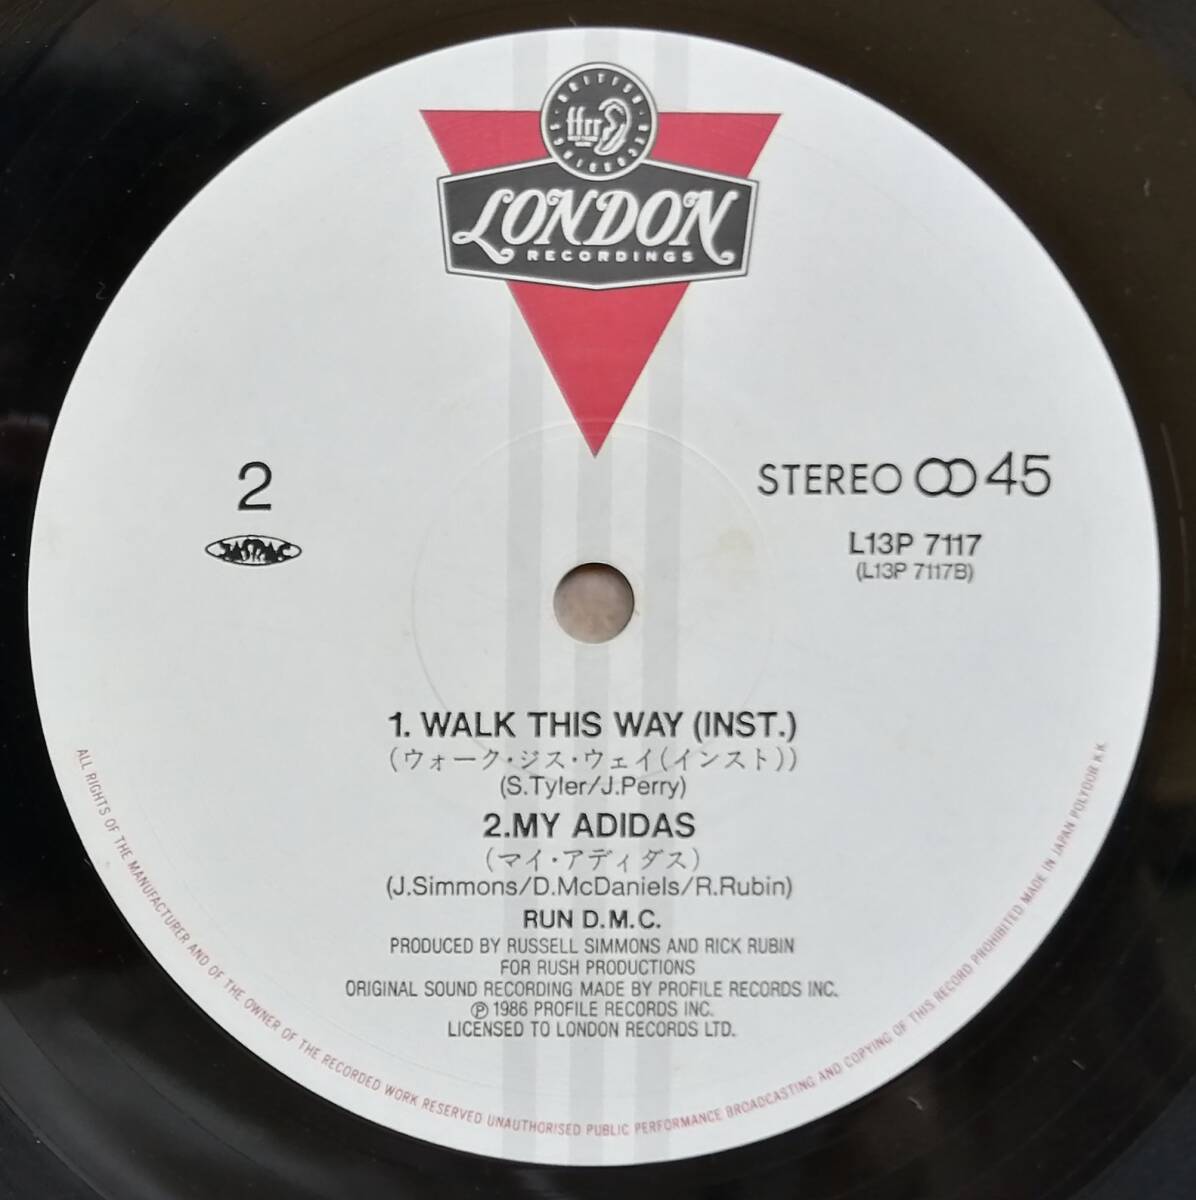 BRITISH RECORDINGS
ffrr
LONDON
RECORDINGS
2
JASRAC
STEREO 45
L13P 7117
(L13P 7117B)
1. WALK THIS WAY (INST.)
(ウォーク・ジス・ウェイ(インスト))
(S.Tyler/J.Perry)
2.MY ADIDAS
(マイ・アディダス)
(J.Simmons/D.McDaniels/R.Rubin)
RUN D.M.C.
PRODUCED BY RUSSELL SIMMONS AND RICK RUBIN
FOR RUSH PRODUCTIONS
ORIGINAL SOUND RECORDING MADE BY PROFILE RECORDS INC.
℗ 1986 PROFILE RECORDS INC.
LICENSED TO LONDON RECORDS LTD.
ALL RIGHTS OF THE MANUFACTURER AND OF THE OWNER OF THE RECORDED WORK RESERVED UNAUTHORISED PUBLIC PERFORMANCE BROADCASTING AND COPYING OF THIS RECORD PROHIBITED MADE IN JAPAN POLYDOR K.K.